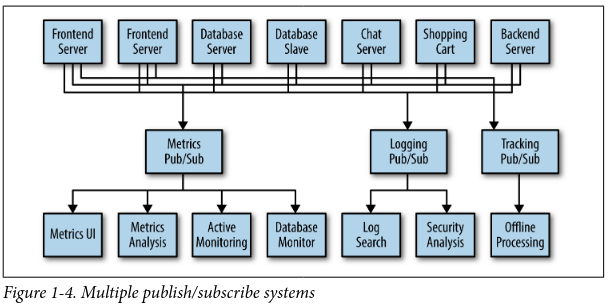 Frontend
Server
Frontend
Server
Database
Server
Database
Slave
Chat
Server
Shopping
Cart
Backend
Server
Metrics
Pub/Sub
Logging
Pub/Sub
Tracking
Pub/Sub
Metrics UI
Metrics
Analysis
Active
Monitoring
Database
Monitor
Log
Search
Security
Analysis
Offline
Processing
Figure 1-4. Multiple publish/subscribe systems